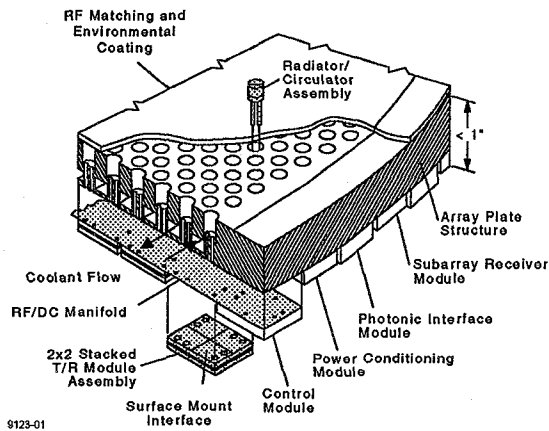 RF Matching and
Environmental
Coating
Radiator/
Circulator
Assembly
< 1"
Array Plate
Structure
Subarray Receiver
Module
Photonic Interface
Module
Power Conditioning
Module
Control
Module
Coolant Flow
RF/DC Manifold
2x2 Stacked
T/R Module
Assembly
Surface Mount
Interface
9123-01